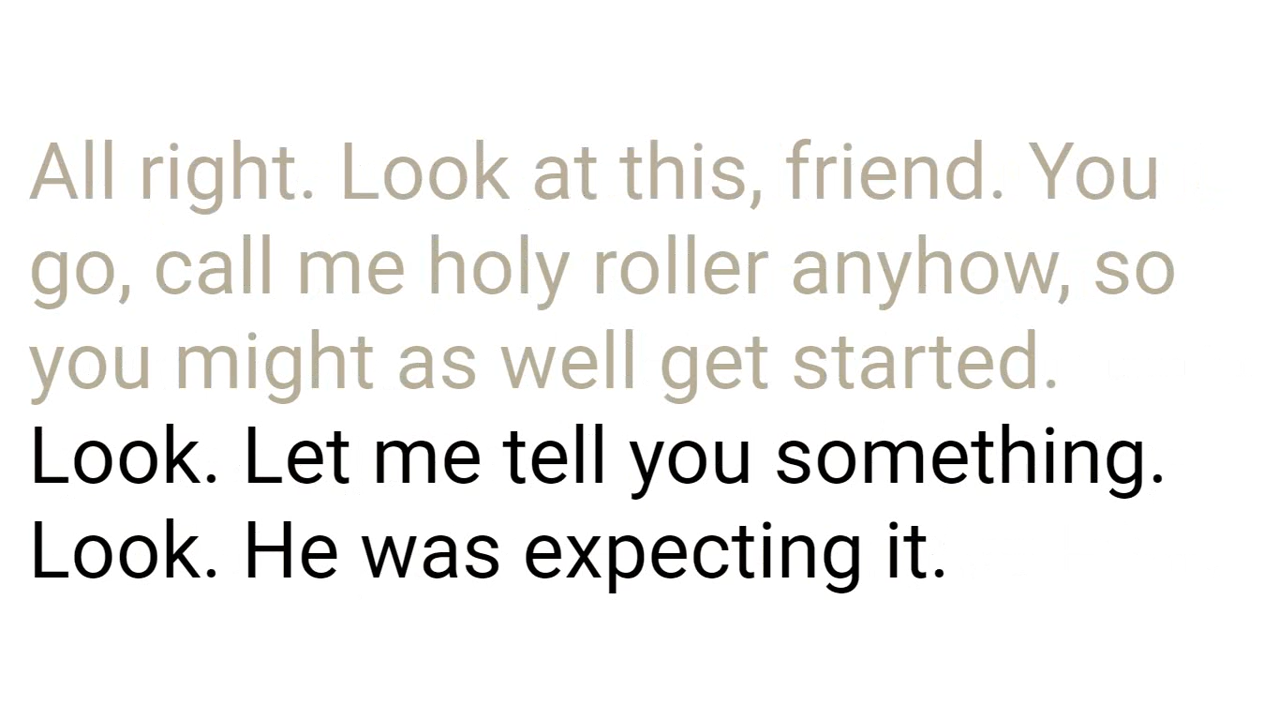 All right. Look at this, friend. You
go, call me holy roller anyhow, so
you might as well get started.
Look. Let me tell you something.
Look. He was expecting it.